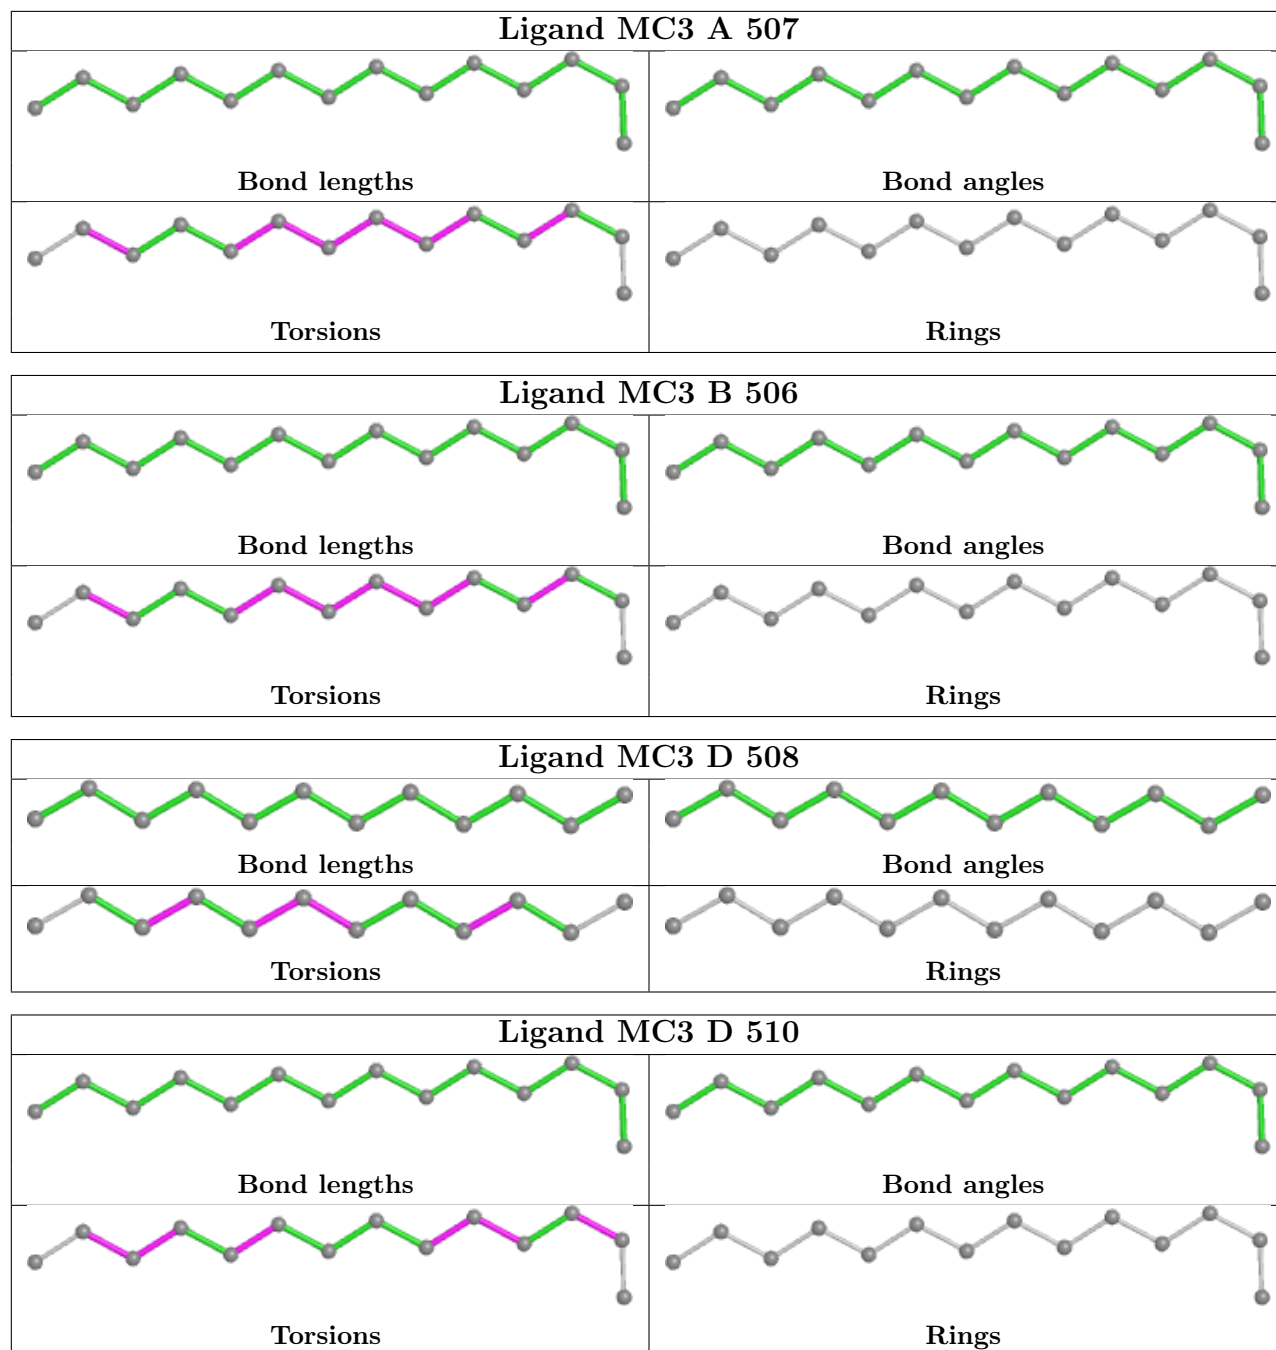 Ligand MC3 A 507
Bond lengths
Bond angles
Torsions
Rings
Ligand MC3 B 506
Bond lengths
Bond angles
Torsions
Rings
Ligand MC3 D 508
Bond lengths
Bond angles
Torsions
Rings
Ligand MC3 D 510
Bond lengths
Bond angles
Torsions
Rings